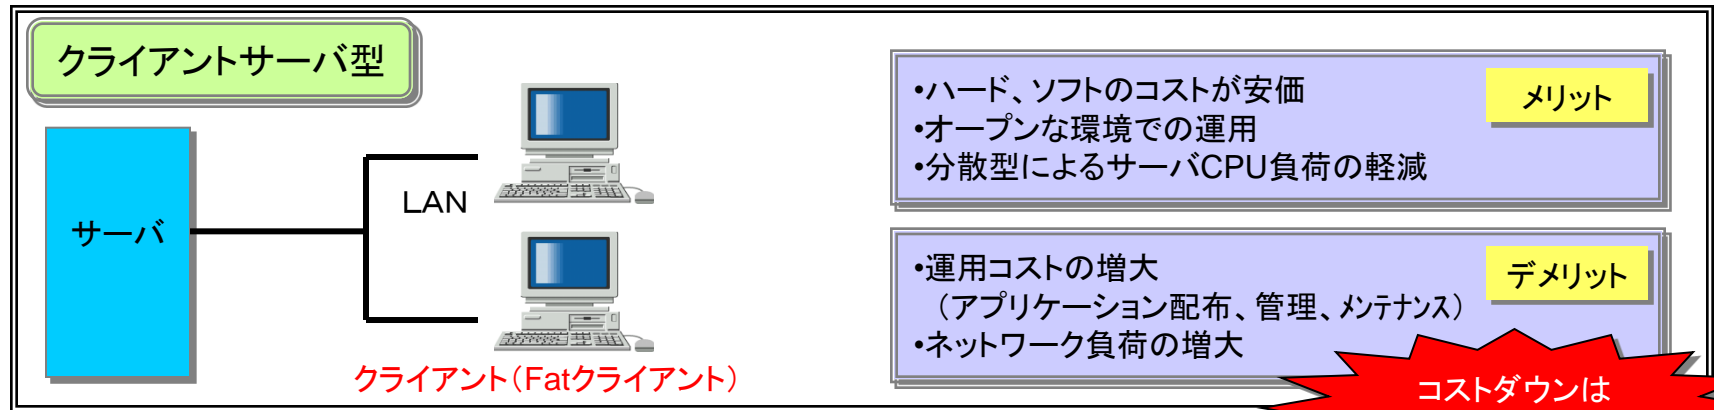 クライアントサーバ型
サーバ
LAN
クライアント（Fatクライアント）
•ハード、ソフトのコストが安価
•オープンな環境での運用
•分散型によるサーバCPU負荷の軽減
メリット
•運用コストの増大
（アプリケーション配布、管理、メンテナンス）
•ネットワーク負荷の増大
デメリット
コストダウンは